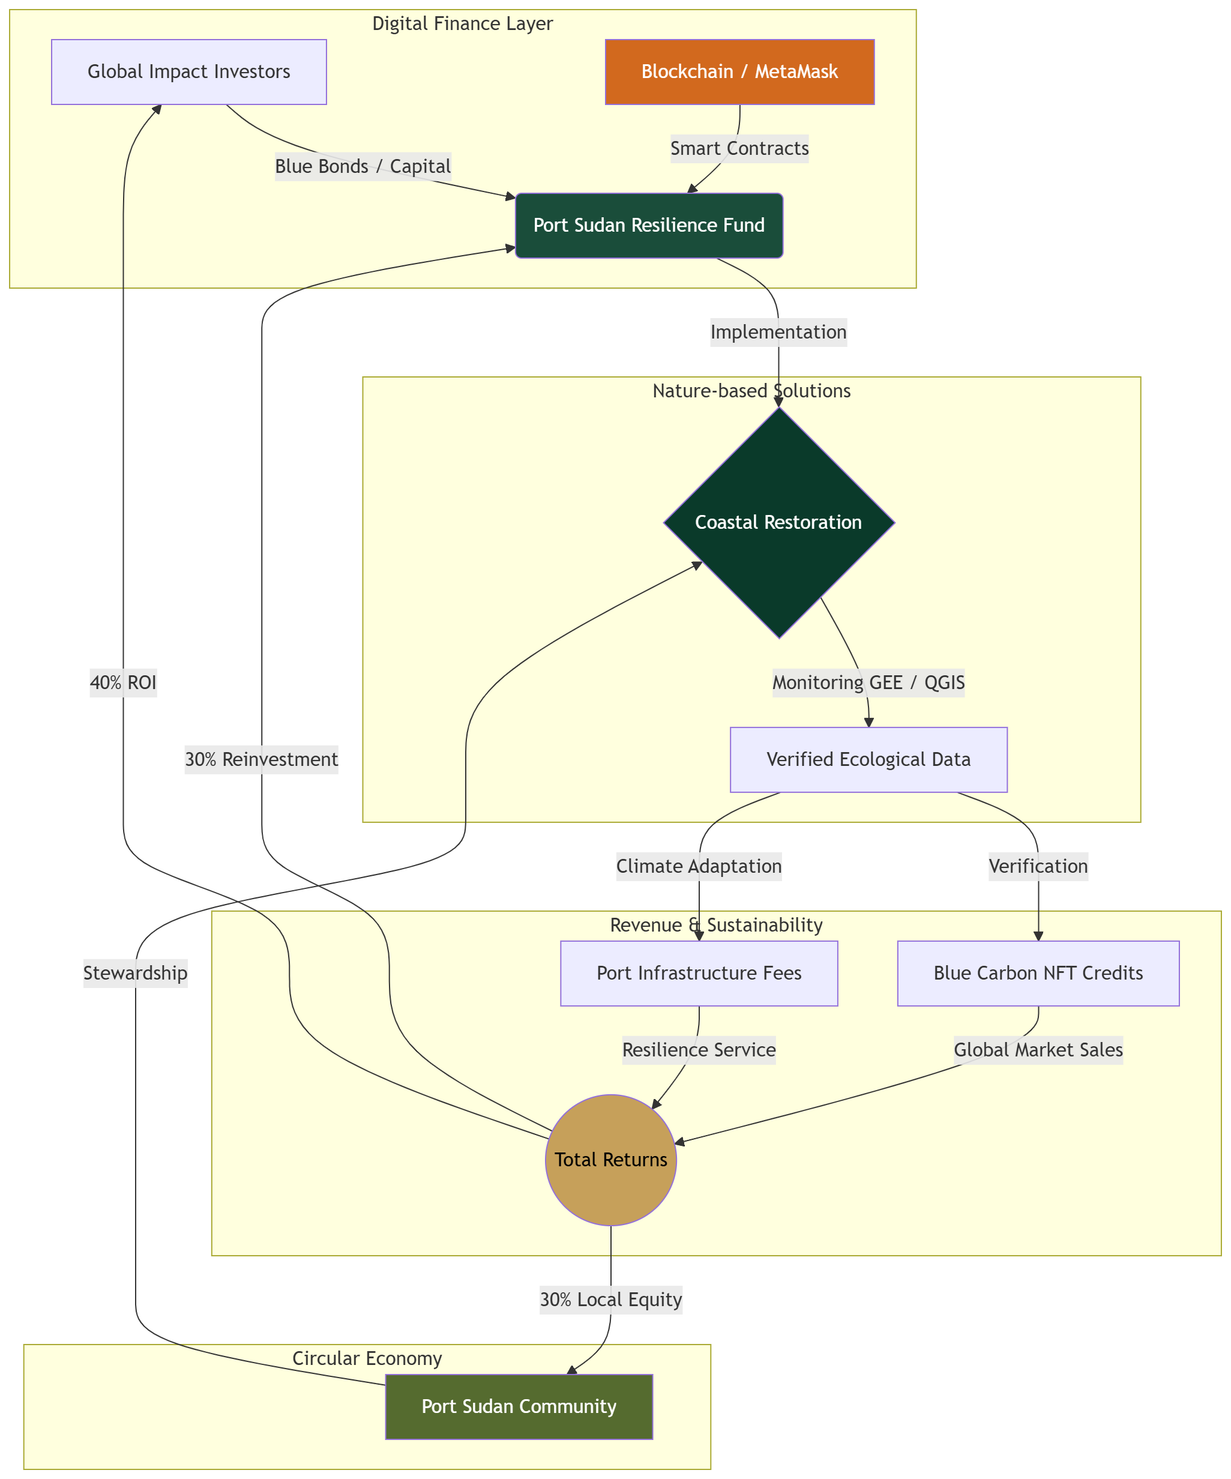 Digital Finance Layer
Global Impact Investors
Blockchain / MetaMask
Smart Contracts
Blue Bonds / Capital
Port Sudan Resilience Fund
Implementation
Nature-based Solutions
Coastal Restoration
40% ROI
Monitoring GEE / QGIS
30% Reinvestment
Verified Ecological Data
Climate Adaptation
Verification
Revenue & Sustainability
Stewardship
Port Infrastructure Fees
Blue Carbon NFT Credits
Resilience Service
Global Market Sales
Total Returns
30% Local Equity
Circular Economy
Port Sudan Community